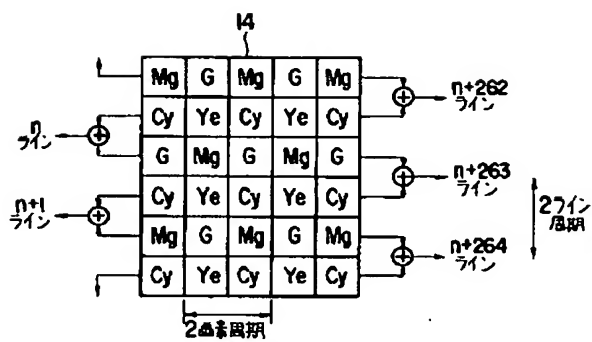 14
Mg G Mg G Mg
n+262
ライン
Cy Ye Cy Ye Cy
n
ライン
G Mg G Mg G
n+263
ライン
Cy Ye Cy Ye Cy
n+1
ライン
2ライン
周期
Mg G Mg G Mg
n+264
ライン
Cy Ye Cy Ye Cy
2画素周期